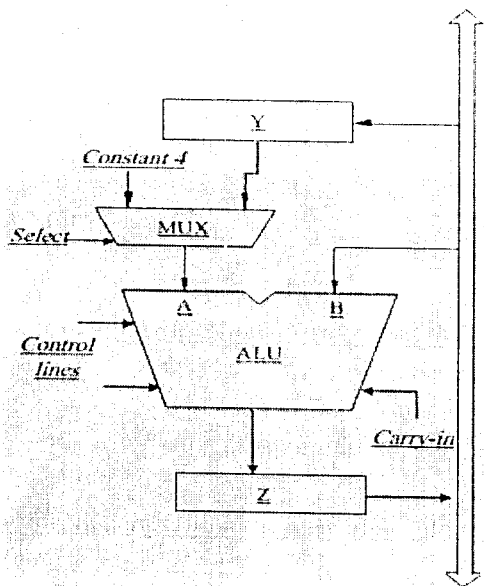 Y
Constant 4
MUX
Select
A
B
ALU
Control
lines
Carry-in
Z